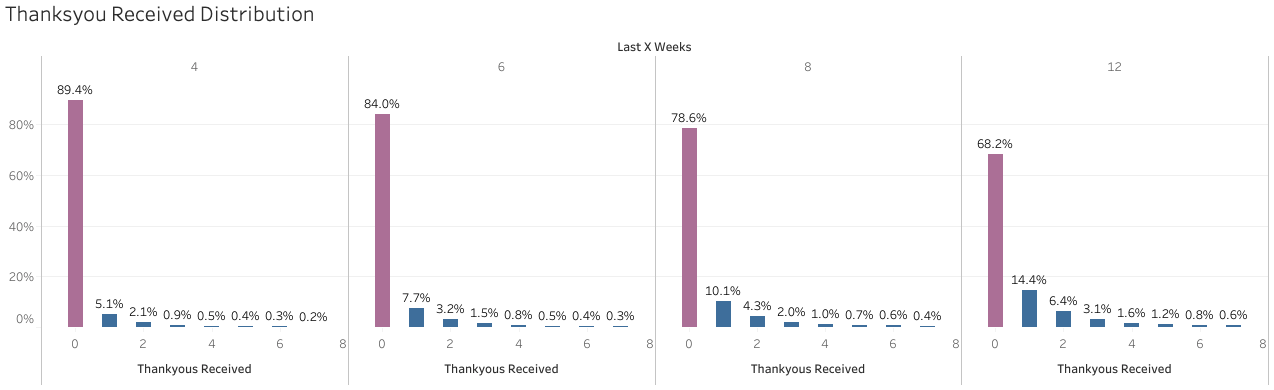 Thanksyou Received Distribution
Last X Weeks
4 6 8 12
89.4% 5.1% 2.1% 0.9% 0.5% 0.4% 0.3% 0.2%
84.0% 7.7% 3.2% 1.5% 0.8% 0.5% 0.4% 0.3%
78.6% 10.1% 4.3% 2.0% 1.0% 0.7% 0.6% 0.4%
68.2% 14.4% 6.4% 3.1% 1.6% 1.2% 0.8% 0.6%
80%
60%
40%
20%
0%
0 2 4 6 8 0 2 4 6 8 0 2 4 6 8 0 2 4 6 8
Thankyous Received Thankyous Received Thankyous Received Thankyous Received